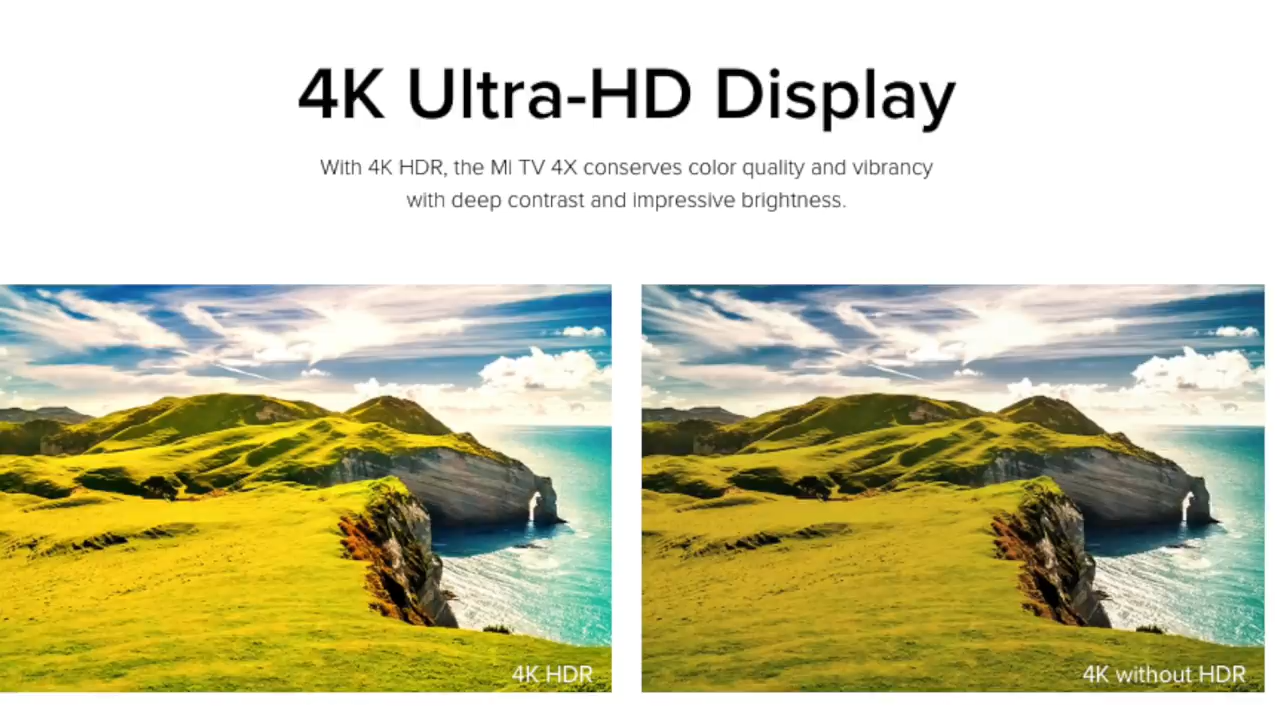 4K Ultra-HD Display
With 4K HDR, the MI TV 4X conserves color quality and vibrancy
with deep contrast and impressive brightness.
4K HDR
4K without HDR